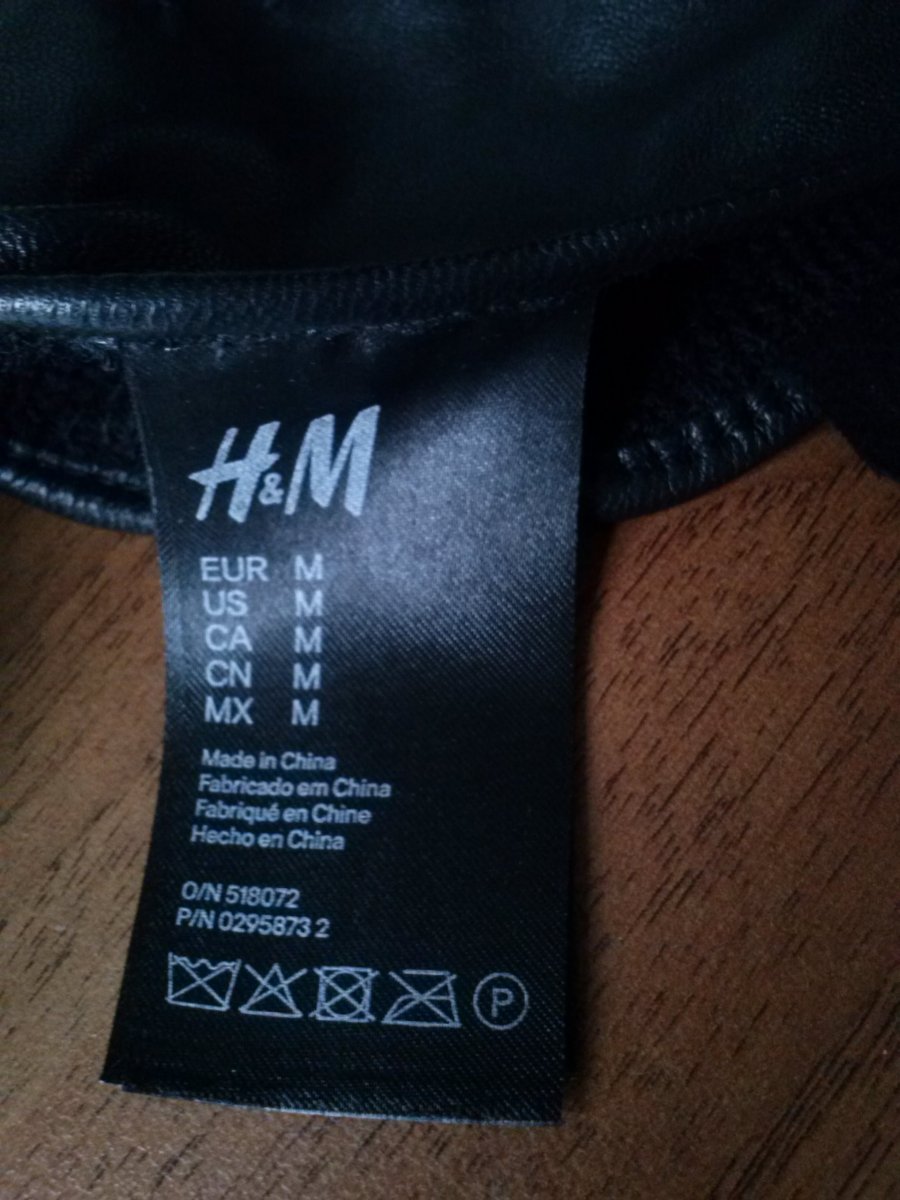 H&M
EUR M
US M
CA M
CN M
MX M
Made in China
Fabricado em China
Fabriqué en Chine
Hecho en China
O/N 518072
P/N 0295873 2
P